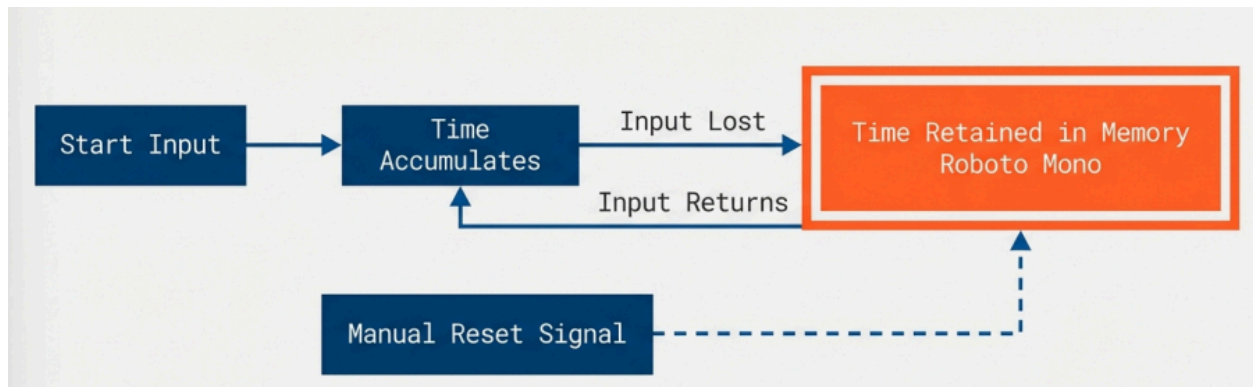 Start Input
Time
Accumulates
Input Lost
Time Retained in Memory
Roboto Mono
Input Returns
Manual Reset Signal